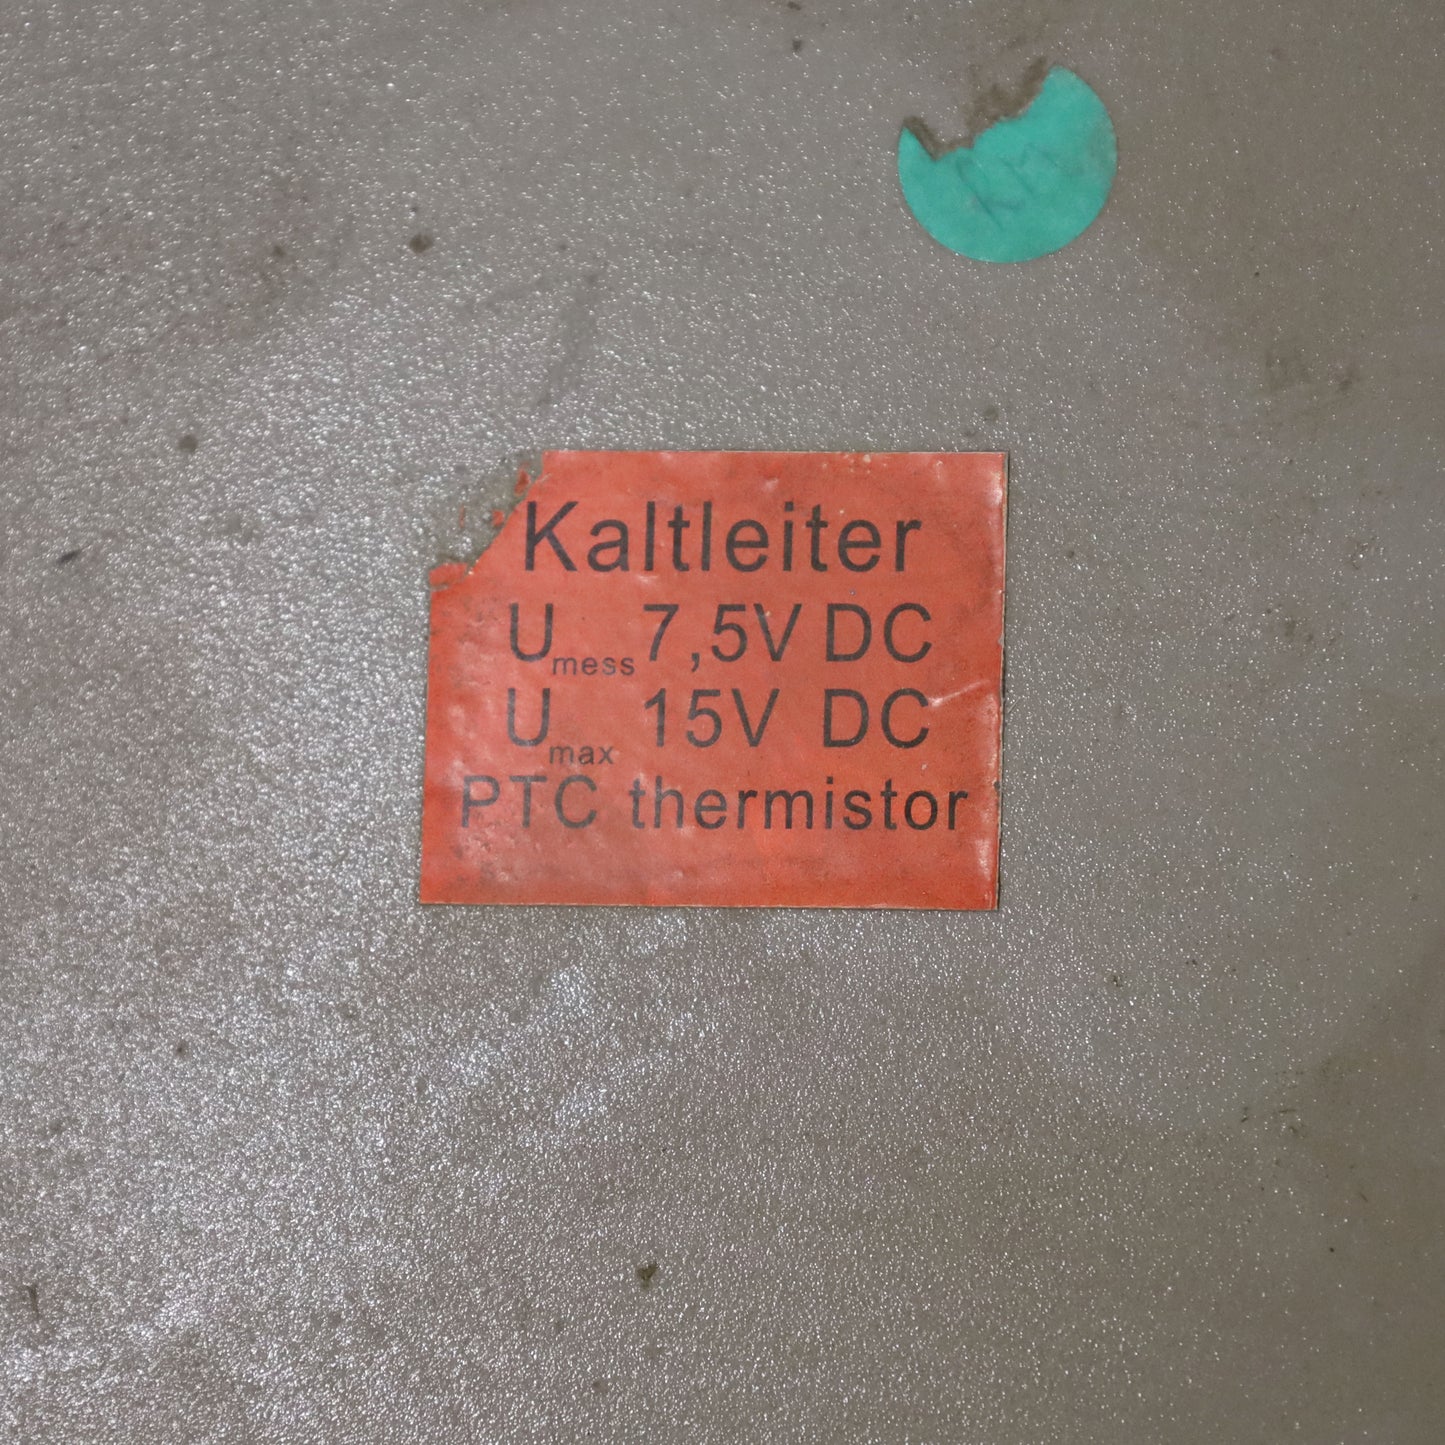 Kaltleiter
Umess 7,5V DC
Umax 15V DC
PTC thermistor